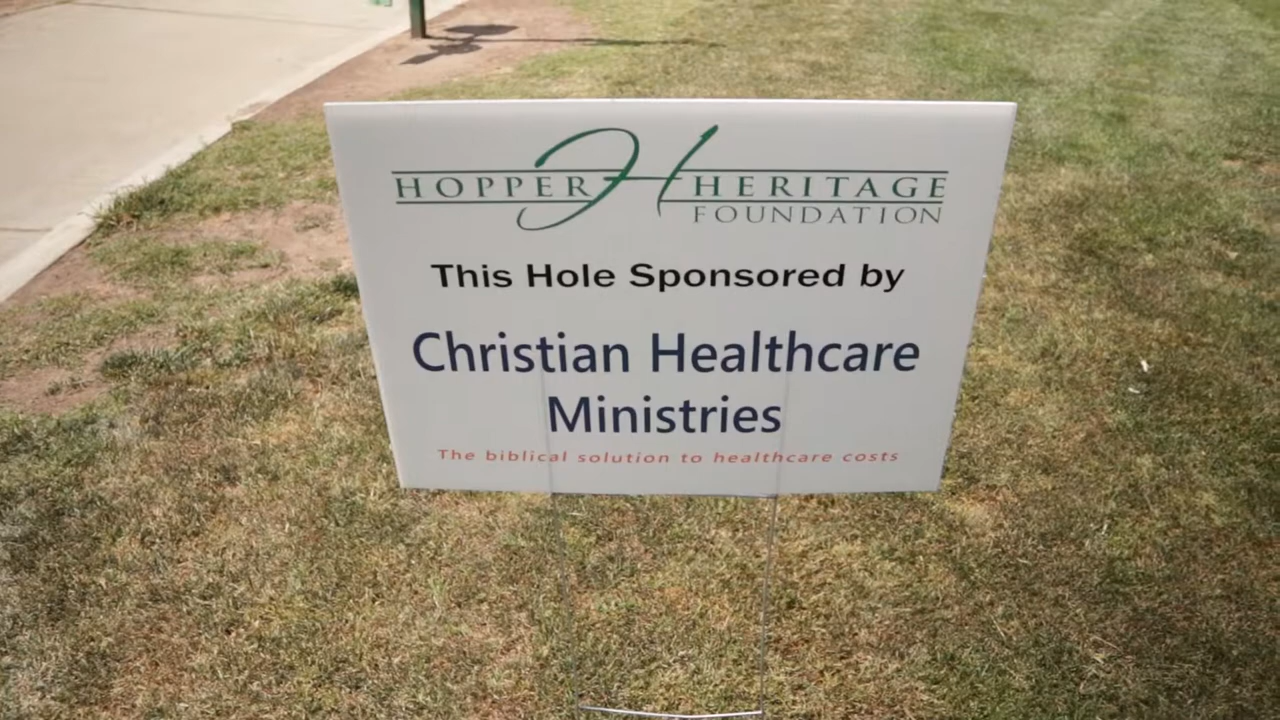 HOPPER H HERITAGE
FOUNDATION
This Hole Sponsored by
Christian Healthcare
Ministries
The biblical solution to healthcare costs